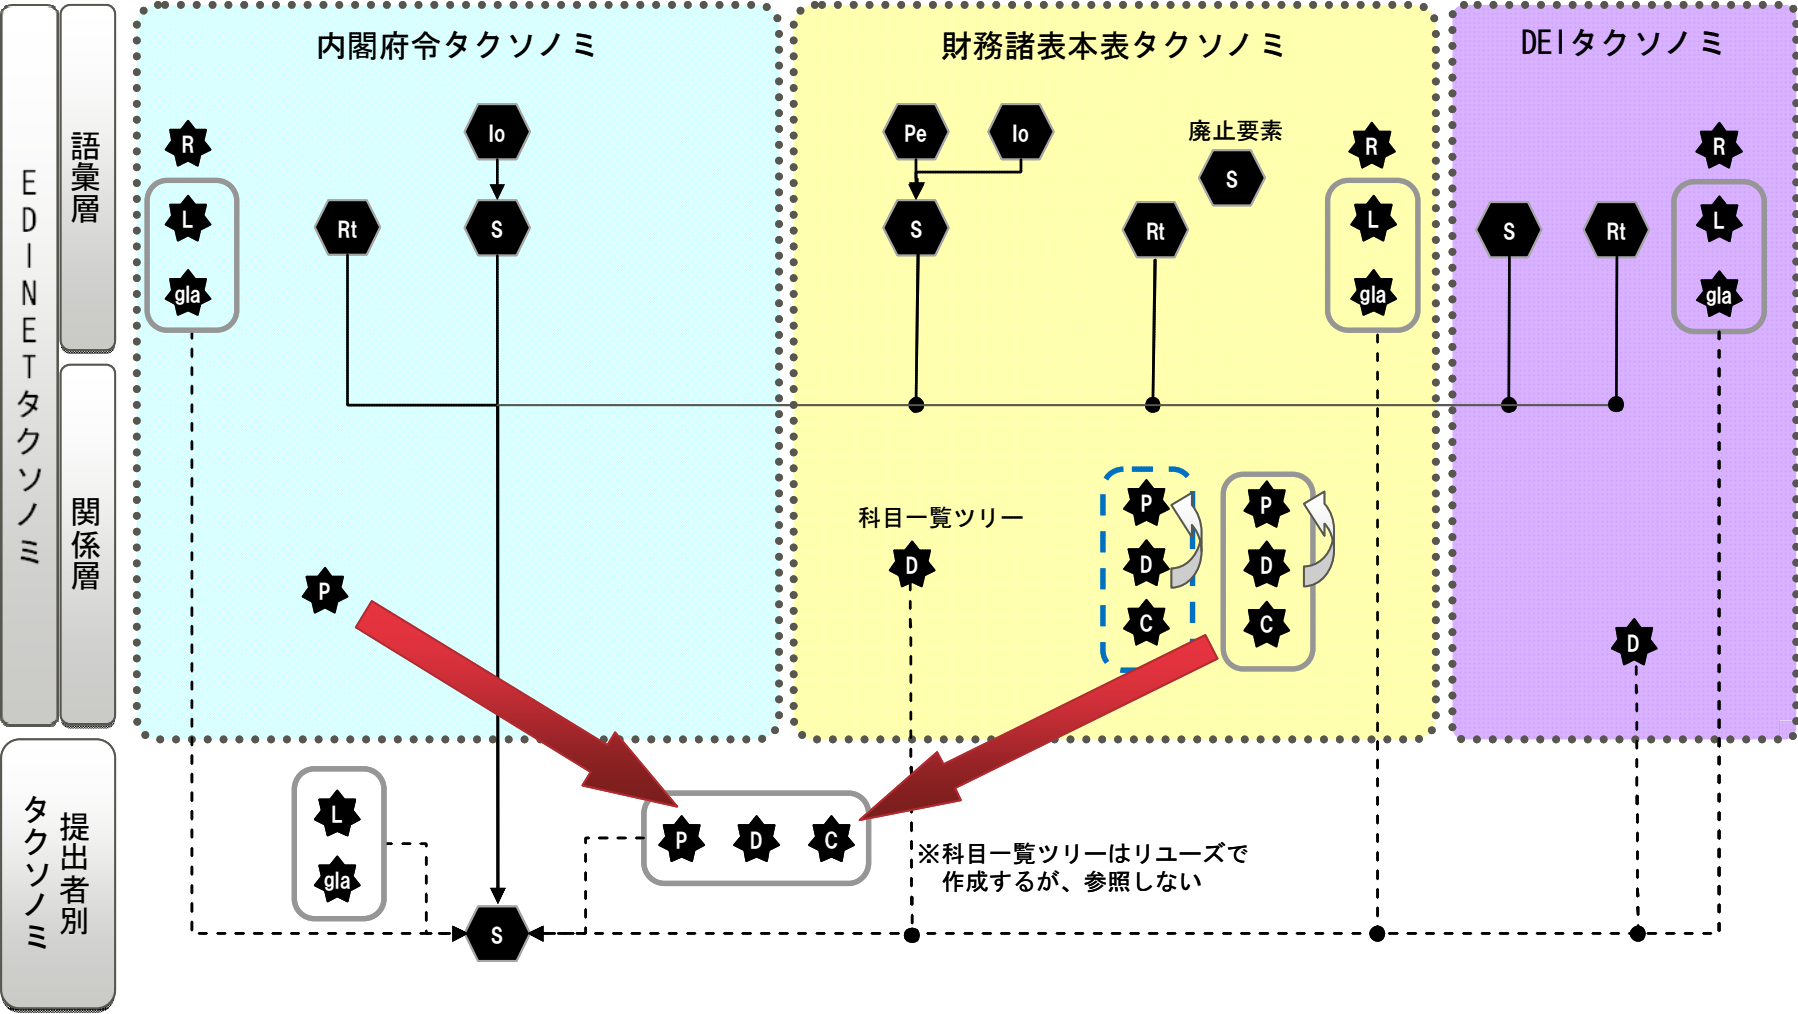 EDINETタクソノミ
語彙層
関係層
提出者別
タクソノミ
内閣府令タクソノミ
R
L
gla
Io
Rt
S
P
財務諸表本表タクソノミ
Pe
Io
廃止要素
S
S
Rt
R
L
gla
科目一覧ツリー
D
P
D
C
P
D
C
DEIタクソノミ
R
S
Rt
L
gla
D
L
gla
P D C
S
※科目一覧ツリーはリユーズで
作成するが、参照しない